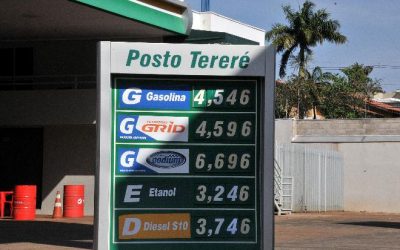 Posto Tereré
G Gasolina 4,546
G GRID 4,596
G podium 6,696
E Etanol 3,246
D Diesel S10 3,746